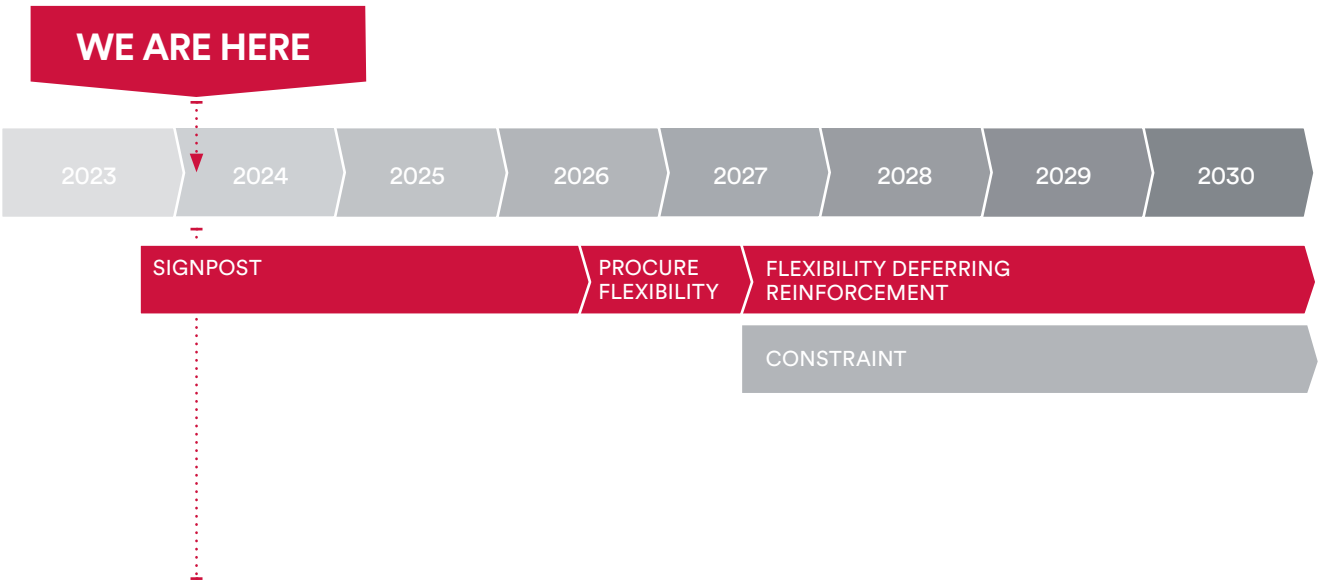 WE ARE HERE
2023
2024
2025
2026
2027
2028
2029
2030
SIGNPOST
PROCURE
FLEXIBILITY
FLEXIBILITY DEFERRING
REINFORCEMENT
CONSTRAINT